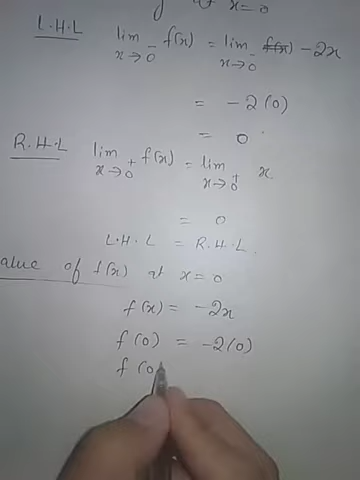 at x=0
L.H.L lim x→0⁻ f(x) = lim x→0⁻ -2x
= -2(0)
= 0
R.H.L lim x→0⁺ f(x) = lim x→0⁺ x
= 0
L.H.L = R.H.L.
alue of f(x) at x=0
f(x) = -2x
f(0) = -2(0)
f(0